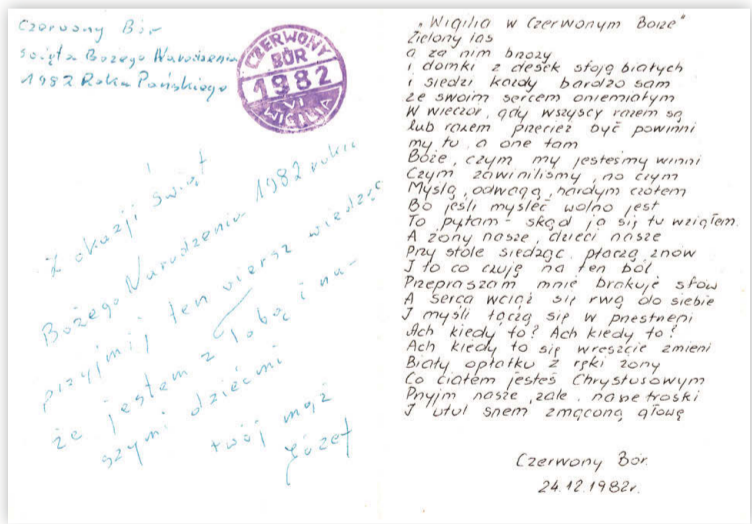 Czerwony Bór
święta Bożego Narodzenia
1982 Roku Pańskiego
CZERWONY
BÓR
1982
VI
WIGILIA
Z okazji Świąt
Bożego Narodzenia 1982 roku
przyjmij ten wiersz wiedząc
że jestem z Tobą i na-
szymi dziećmi
twój mąż
Józef
"Wigilia w Czerwonym Borze"
Zielony las
a za nim brzozy
i domki z desek stoją białych
i siedzi każdy bardzo sam
ze swoim sercem oniemiałym
W wieczór, gdy wszyscy razem są
lub razem przecież być powinni
my tu, a one tam
Boże, czym my jesteśmy winni
Czym zawiniliśmy, no czym
Myślą, odwagą, hardym czołem
Bo jeśli myśleć wolno jest
To pytam - skąd ja się tu wziąłem.
A żony nasze, dzieci nasze
Przy stole siedząc, płaczą znów
I to co czują na ten ból
Przepraszam mnie brakuje słów
A serca wciąż się rwą do siebie
I myśli łączą się w przestrzeni
Ach kiedy to? Ach kiedy to?
Ach kiedy to się wreszcie zmieni
Biały opłatku z ręki żony
Co ciałem jesteś Chrystusowym
Przyjm nasze żale, nasze troski
I utul snem zmąconą głowę
Czerwony Bór.
24.12.1982r.